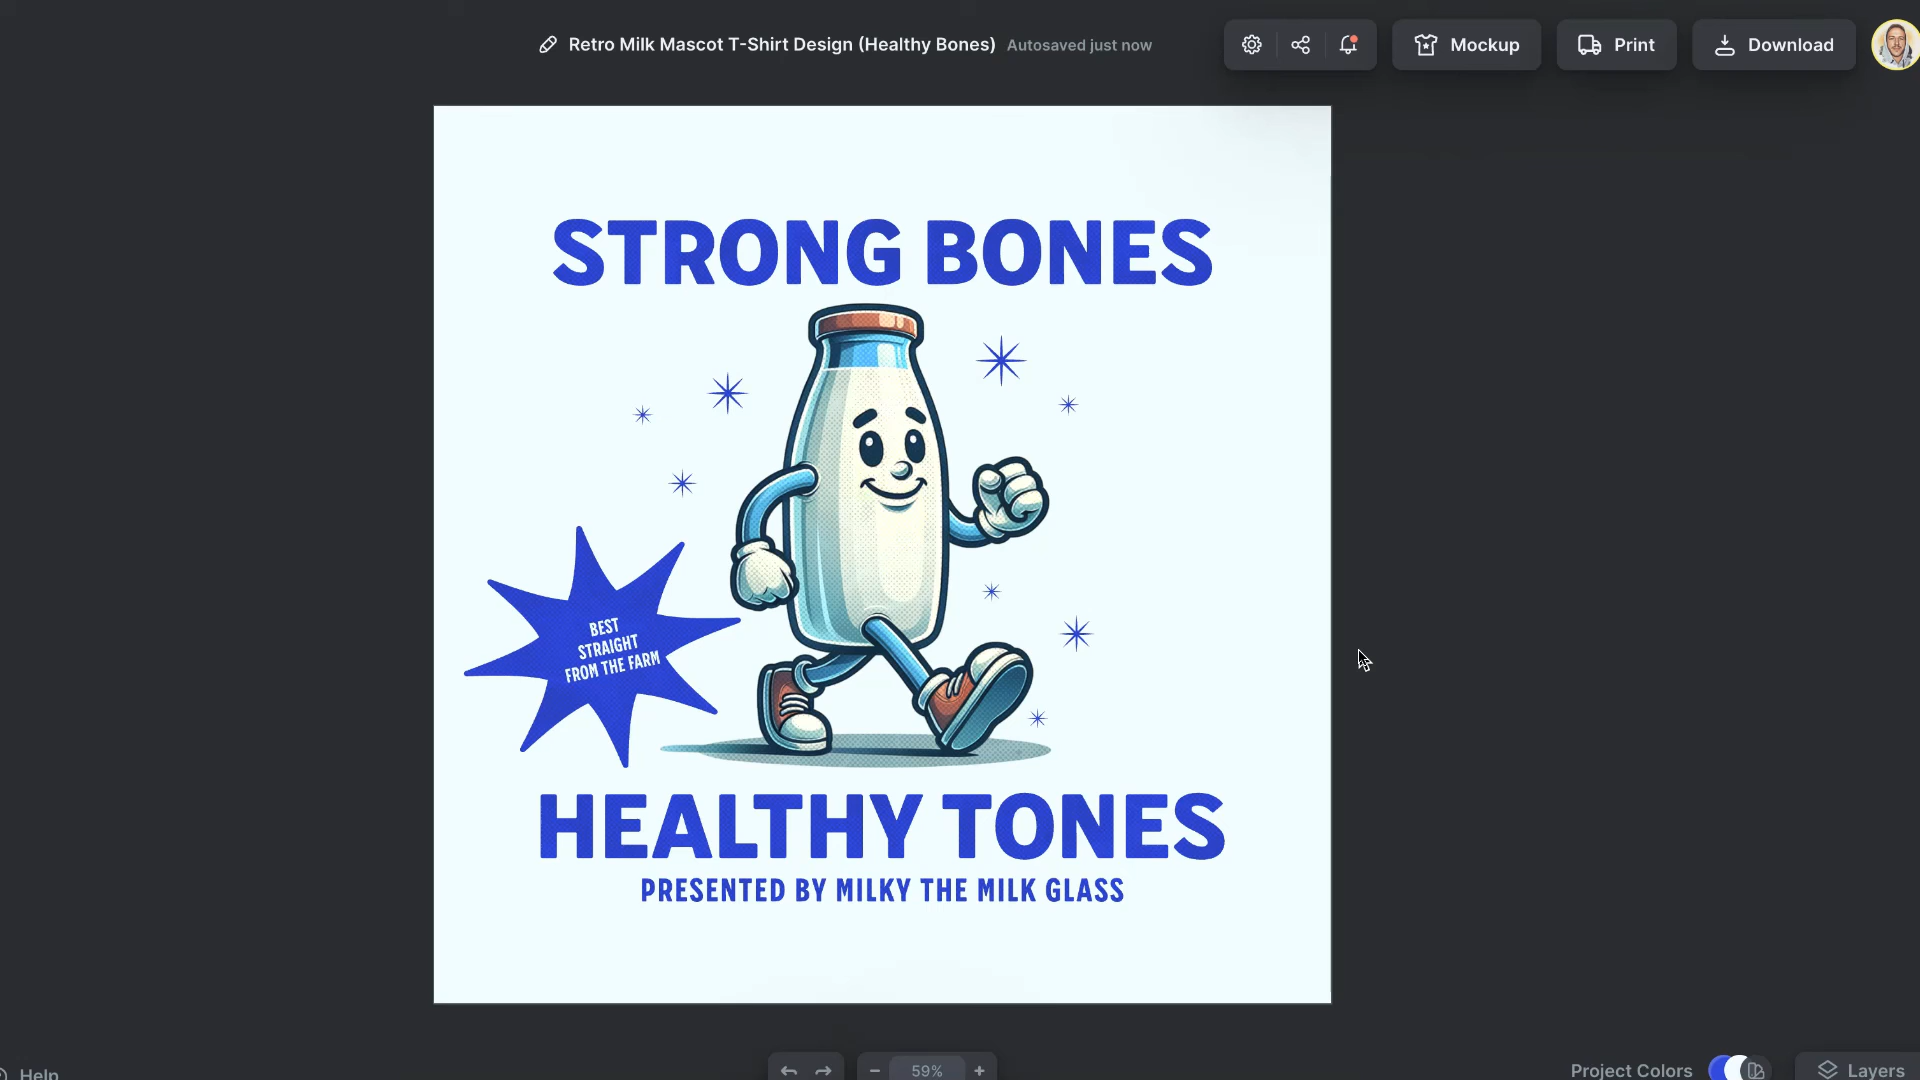 Retro Milk Mascot T-Shirt Design (Healthy Bones) Autosaved just now
Mockup
Print
Download
STRONG BONES
BEST
STRAIGHT
FROM THE FARM
HEALTHY TONES
PRESENTED BY MILKY THE MILK GLASS
Help
59%
Project Colors
Layers